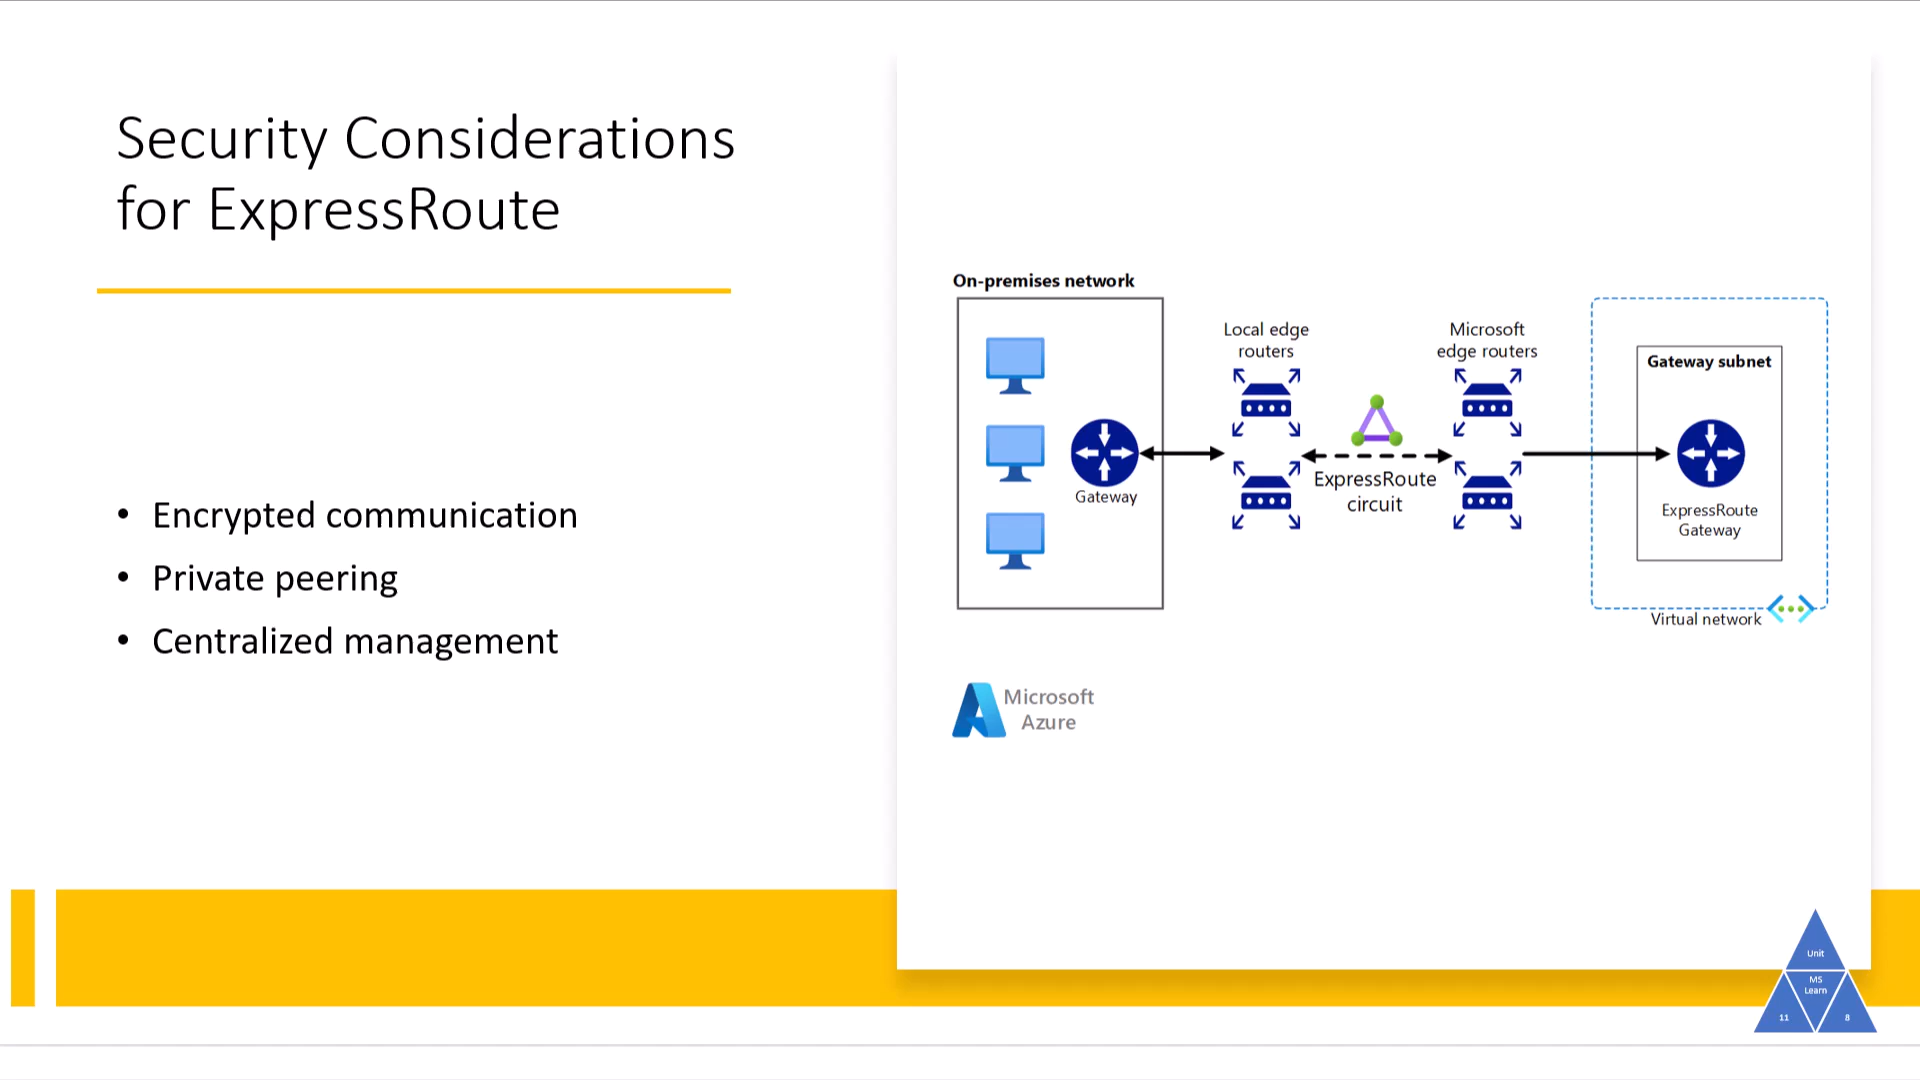 Security Considerations
for ExpressRoute
• Encrypted communication
• Private peering
• Centralized management
On-premises network
Gateway
Local edge
routers
ExpressRoute
circuit
Microsoft
edge routers
Gateway subnet
ExpressRoute
Gateway
Virtual network
Microsoft
Azure
Unit
MS
Learn
11
8